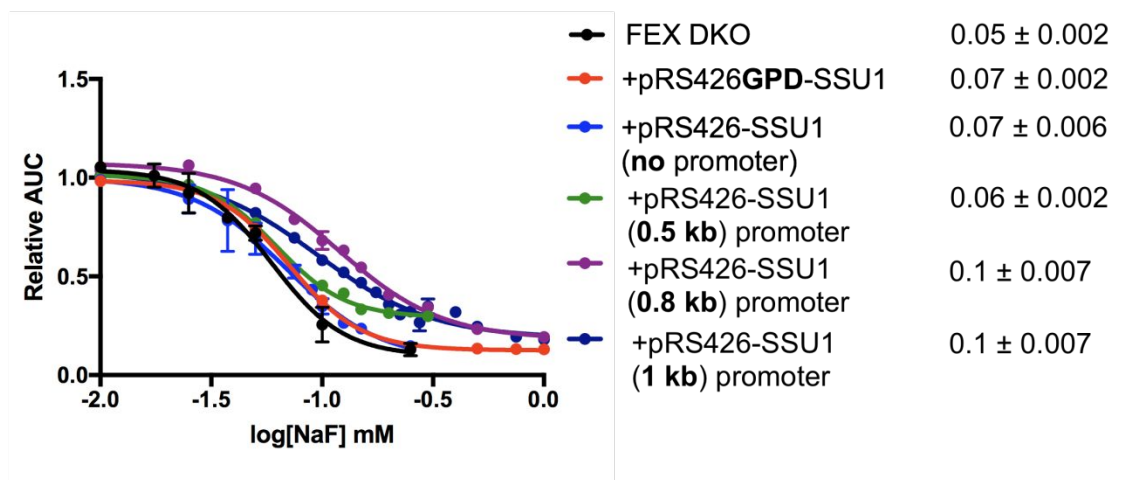 FEX DKO 0.05 ± 0.002
+pRS426GPD-SSU1 0.07 ± 0.002
+pRS426-SSU1 0.07 ± 0.006
(no promoter)
+pRS426-SSU1 0.06 ± 0.002
(0.5 kb) promoter
+pRS426-SSU1 0.1 ± 0.007
(0.8 kb) promoter
+pRS426-SSU1 0.1 ± 0.007
(1 kb) promoter
Relative AUC
1.5
1.0
0.5
0.0
-2.0 -1.5 -1.0 -0.5 0.0
log[NaF] mM